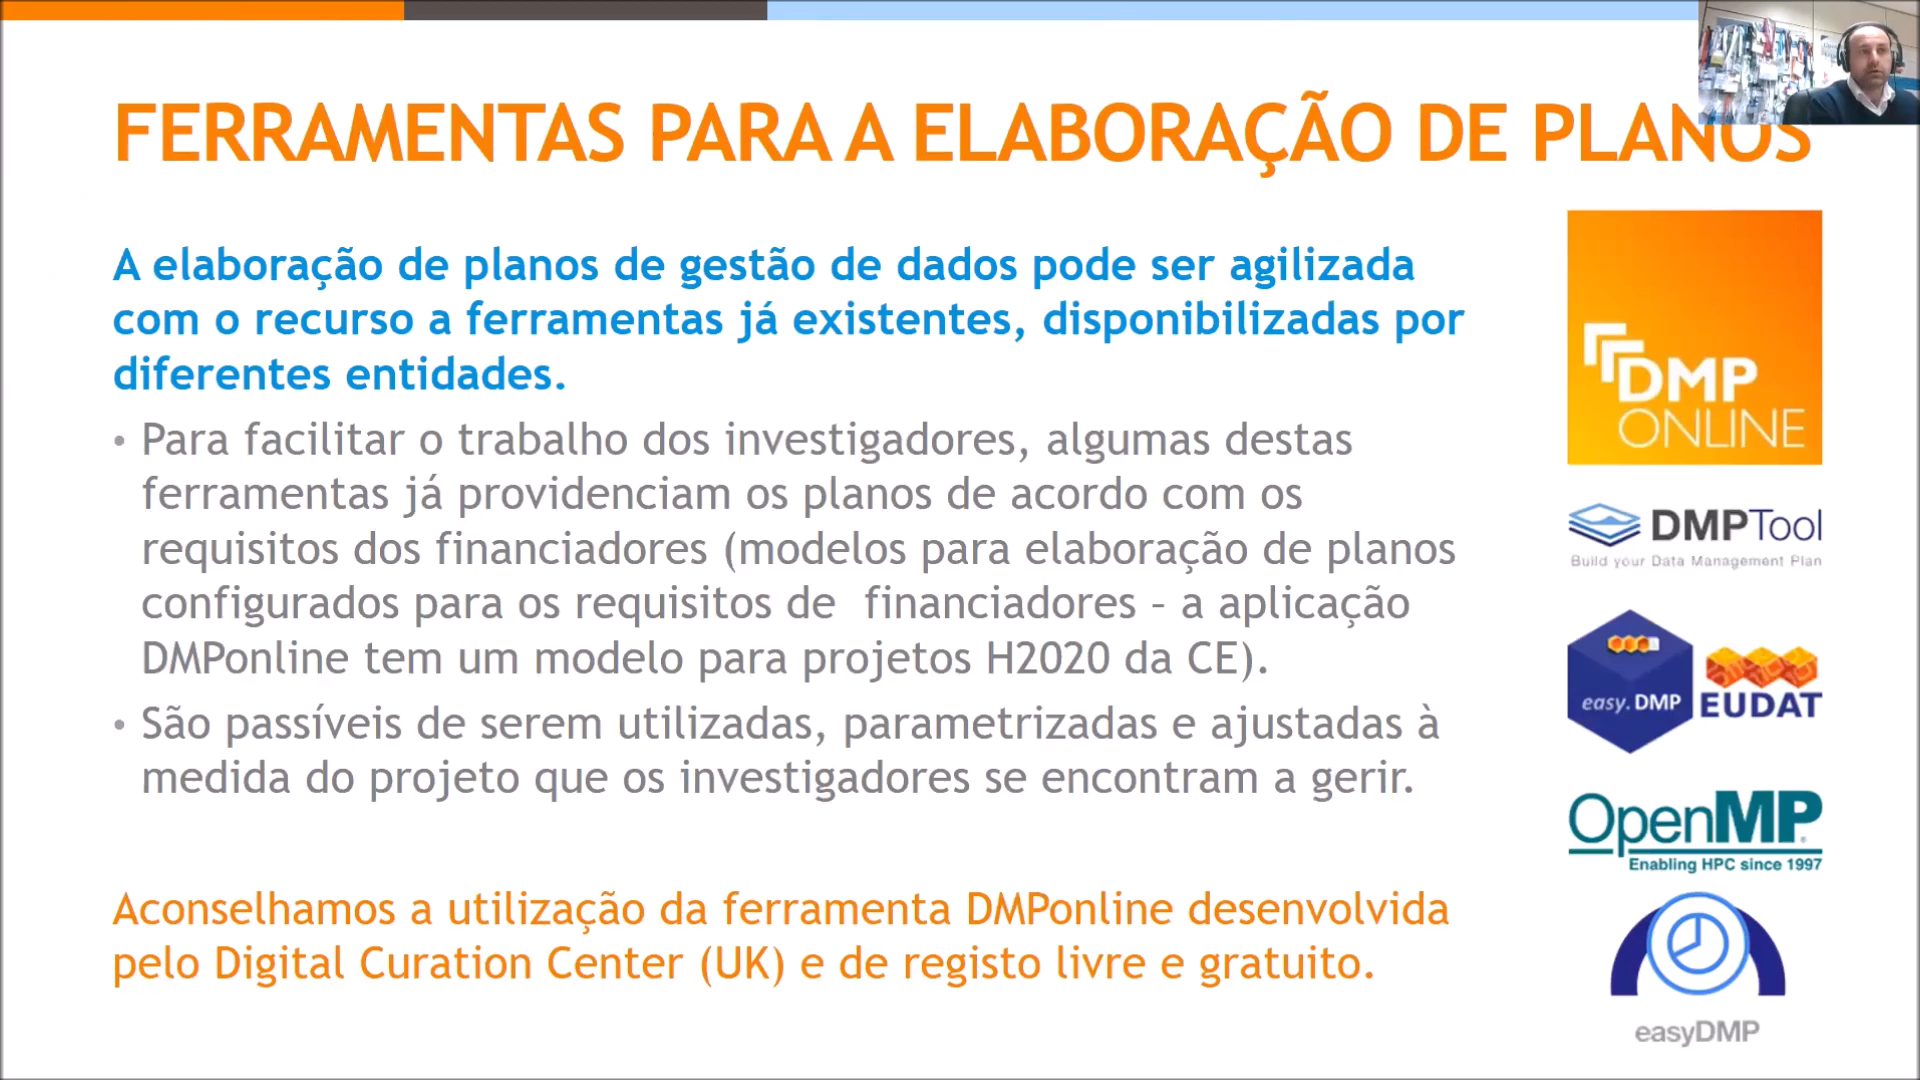 FERRAMENTAS PARA A ELABORAÇÃO DE PLANOS
A elaboração de planos de gestão de dados pode ser agilizada
com o recurso a ferramentas já existentes, disponibilizadas por
diferentes entidades.
• Para facilitar o trabalho dos investigadores, algumas destas
ferramentas já providenciam os planos de acordo com os
requisitos dos financiadores (modelos para elaboração de planos
configurados para os requisitos de  financiadores – a aplicação
DMPonline tem um modelo para projetos H2020 da CE).
• São passíveis de serem utilizadas, parametrizadas e ajustadas à
medida do projeto que os investigadores se encontram a gerir.
Aconselhamos a utilização da ferramenta DMPonline desenvolvida
pelo Digital Curation Center (UK) e de registo livre e gratuito.
DMP
ONLINE
DMPTool
Build your Data Management Plan
easy.DMP
EUDAT
OpenMP
Enabling HPC since 1997
easyDMP